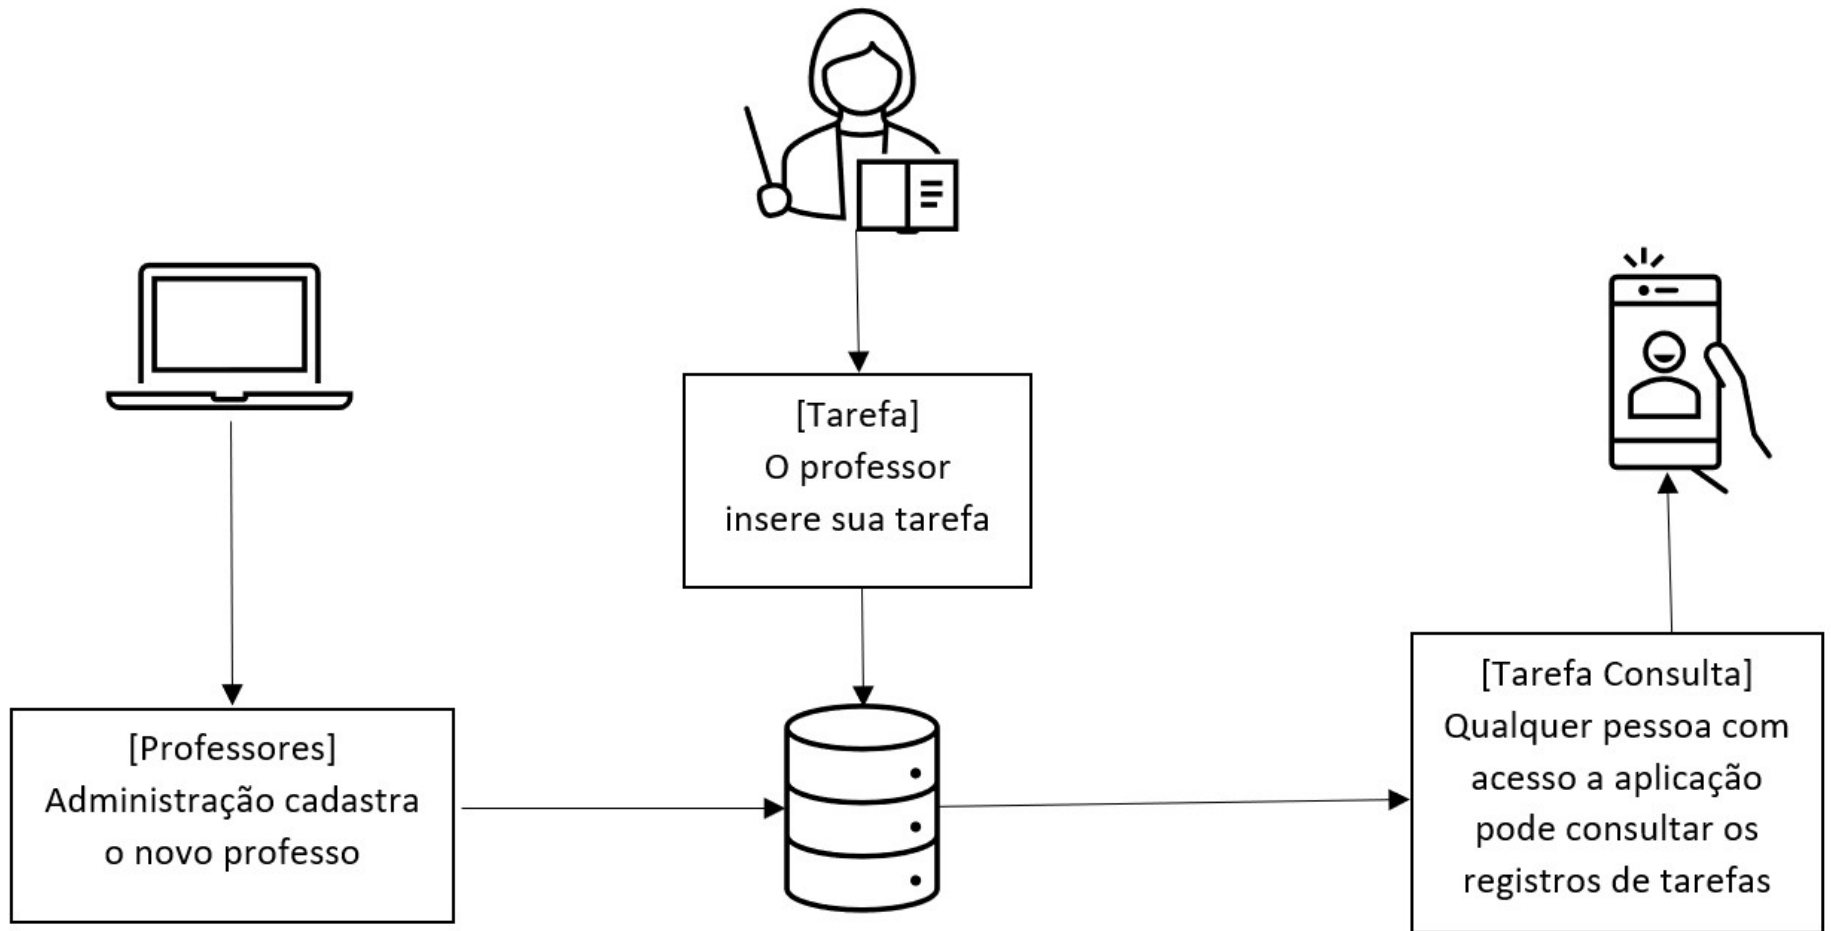 [Tarefa]
O professor
insere sua tarefa
[Professores]
Administração cadastra
o novo professo
[Tarefa Consulta]
Qualquer pessoa com
acesso a aplicação
pode consultar os
registros de tarefas